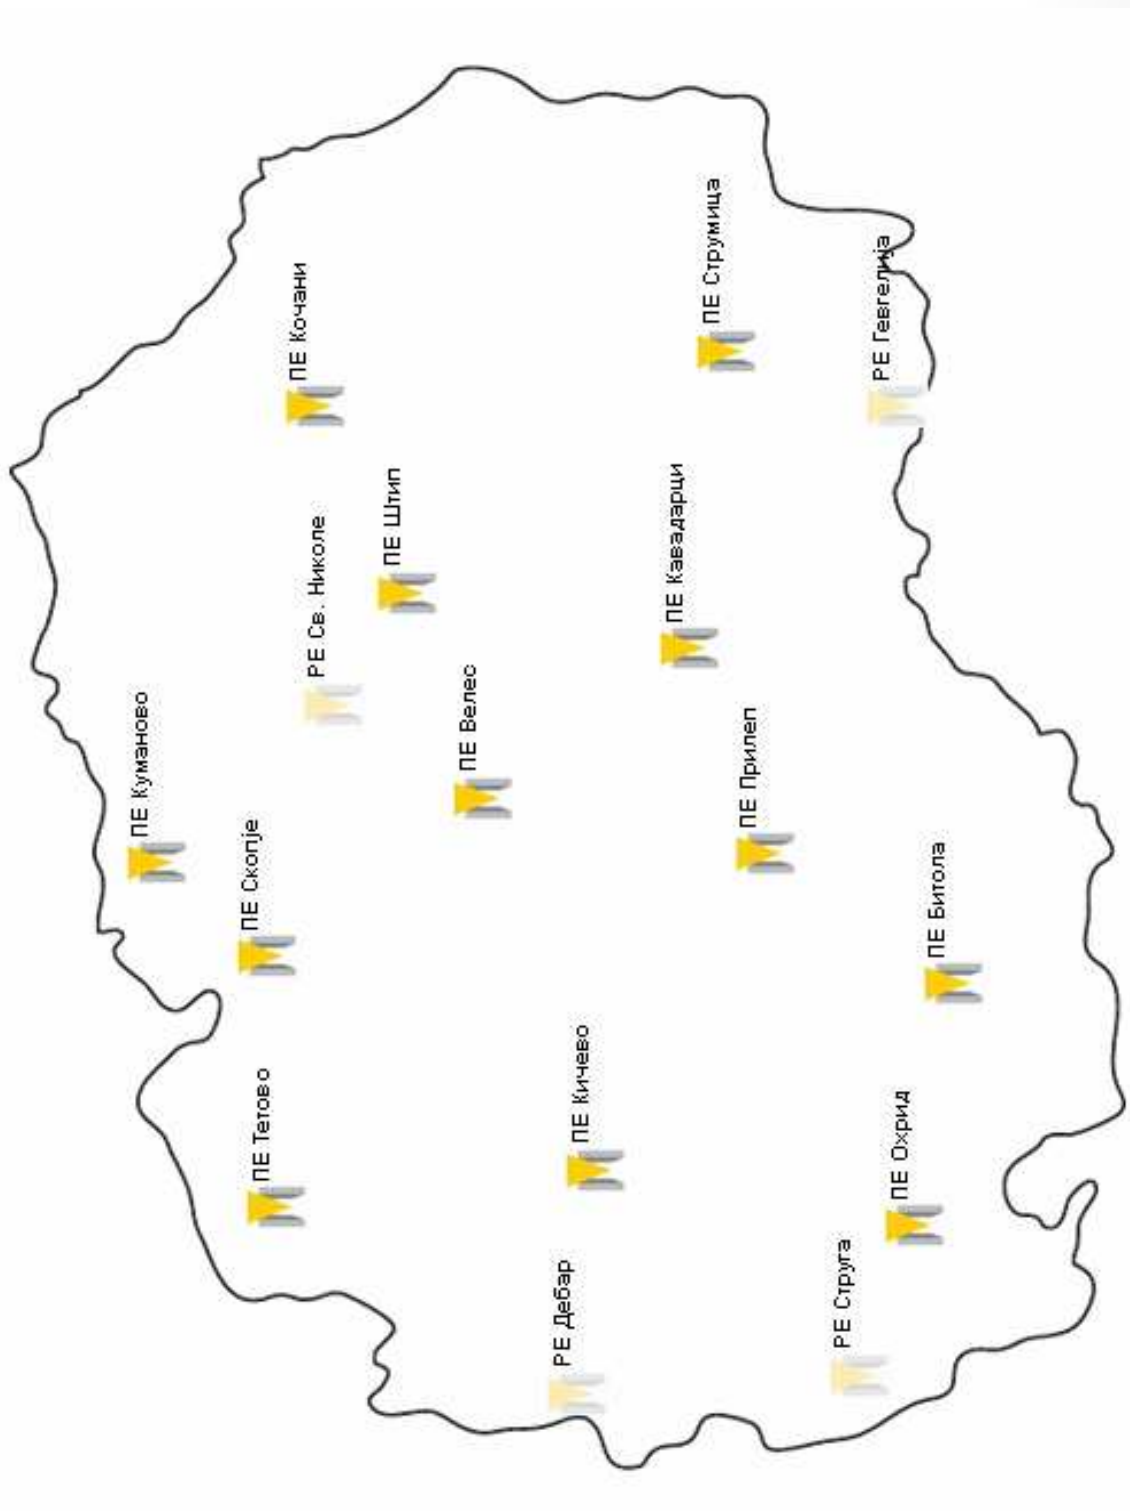 ПЕ Куманово
ПЕ Скопје
ПЕ Тетово
РЕ Св. Николе
ПЕ Кочани
ПЕ Штип
ПЕ Велес
ПЕ Кичево
РЕ Дебар
ПЕ Кавадарци
ПЕ Струмица
ПЕ Прилеп
РЕ Струга
ПЕ Охрид
ПЕ Битола
РЕ Гевгелија